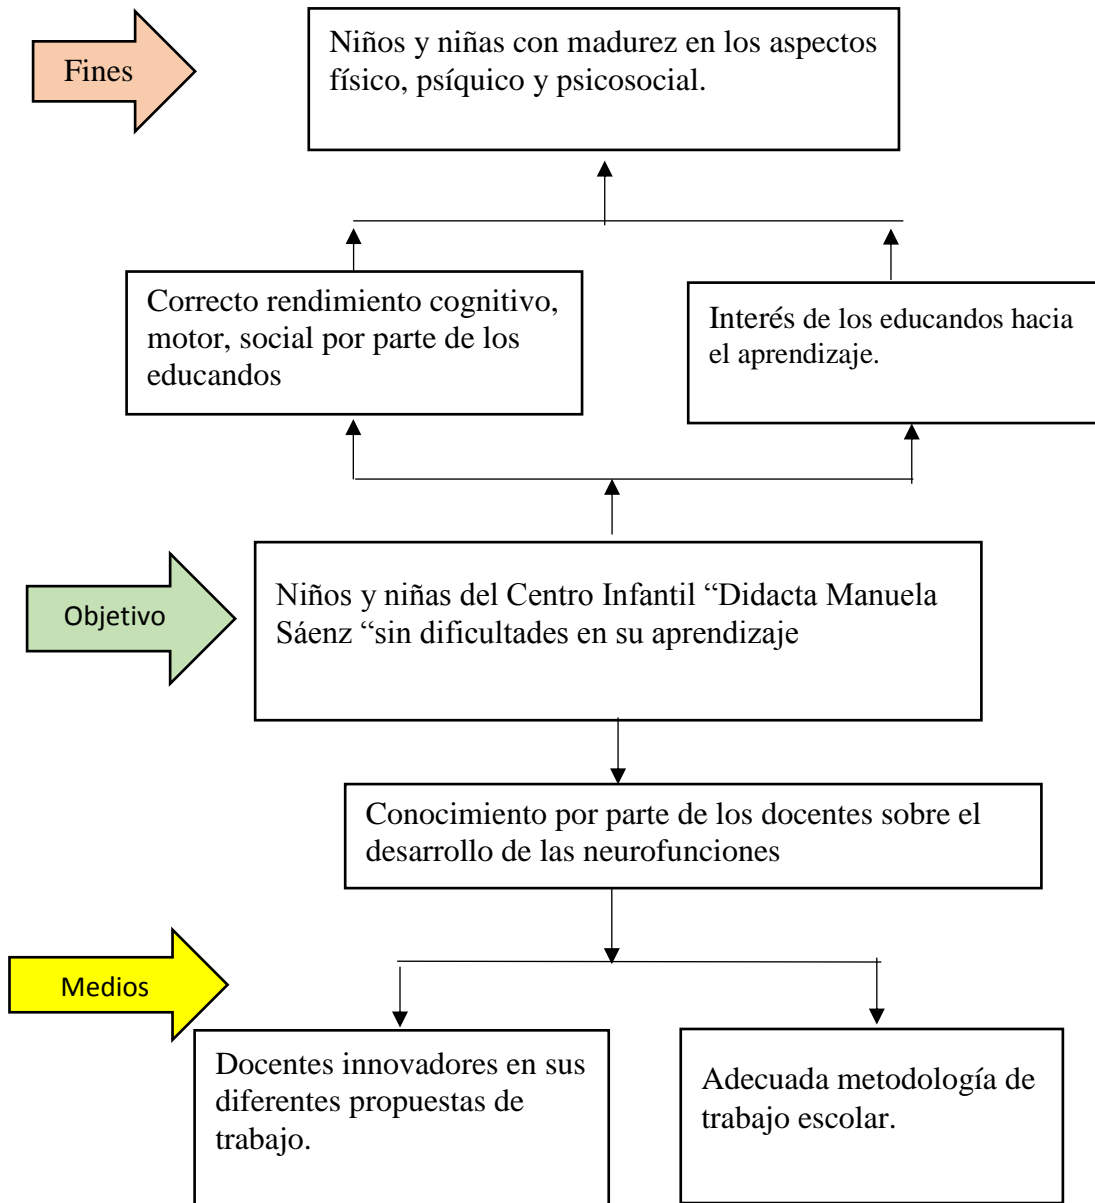 Fines
Niños y niñas con madurez en los aspectos
físico, psíquico y psicosocial.
Correcto rendimiento cognitivo,
motor, social por parte de los
educandos
Interés de los educandos hacia
el aprendizaje.
Objetivo
Niños y niñas del Centro Infantil “Didacta Manuela
Sáenz “sin dificultades en su aprendizaje
Conocimiento por parte de los docentes sobre el
desarrollo de las neurofunciones
Medios
Docentes innovadores en sus
diferentes propuestas de
trabajo.
Adecuada metodología de
trabajo escolar.